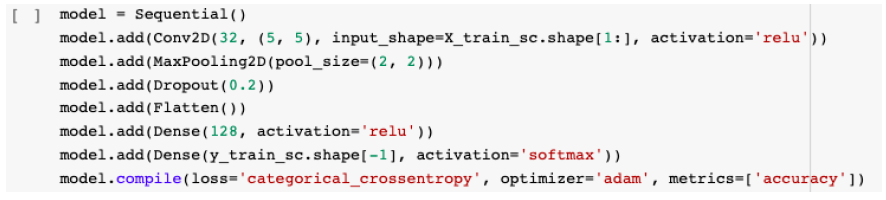 [ ] model = Sequential()
model.add(Conv2D(32, (5, 5), input_shape=X_train_sc.shape[1:], activation='relu'))
model.add(MaxPooling2D(pool_size=(2, 2)))
model.add(Dropout(0.2))
model.add(Flatten())
model.add(Dense(128, activation='relu'))
model.add(Dense(y_train_sc.shape[-1], activation='softmax'))
model.compile(loss='categorical_crossentropy', optimizer='adam', metrics=['accuracy'])